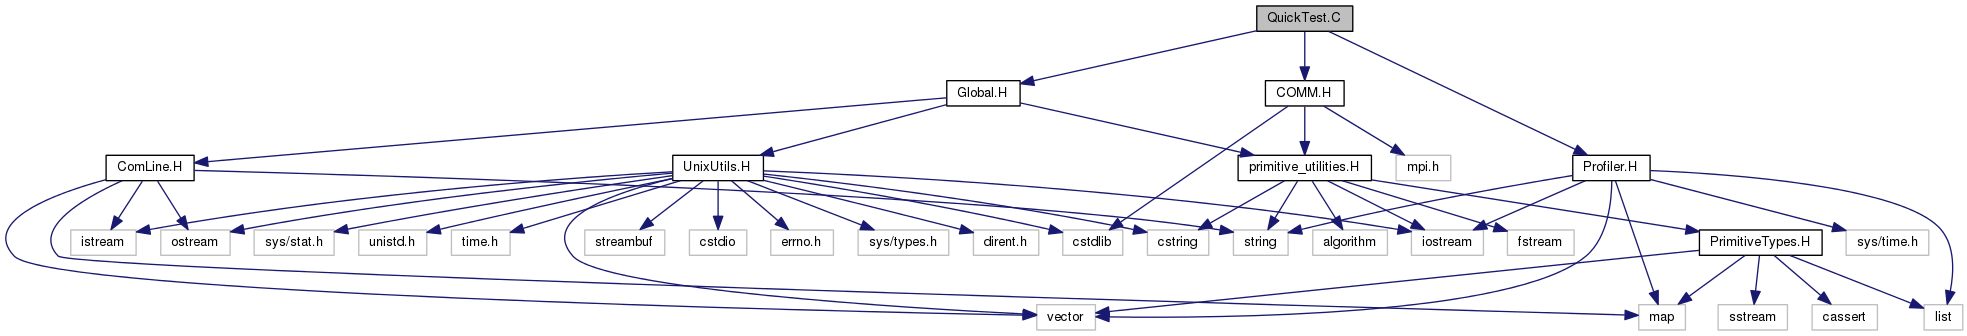 QuickTest.C
Global.H
COMM.H
ComLine.H
UnixUtils.H
primitive_utilities.H
mpi.h
Profiler.H
istream
ostream
sys/stat.h
unistd.h
time.h
streambuf
cstdio
errno.h
sys/types.h
dirent.h
cstdlib
cstring
string
algorithm
iostream
fstream
PrimitiveTypes.H
sys/time.h
vector
map
sstream
cassert
list